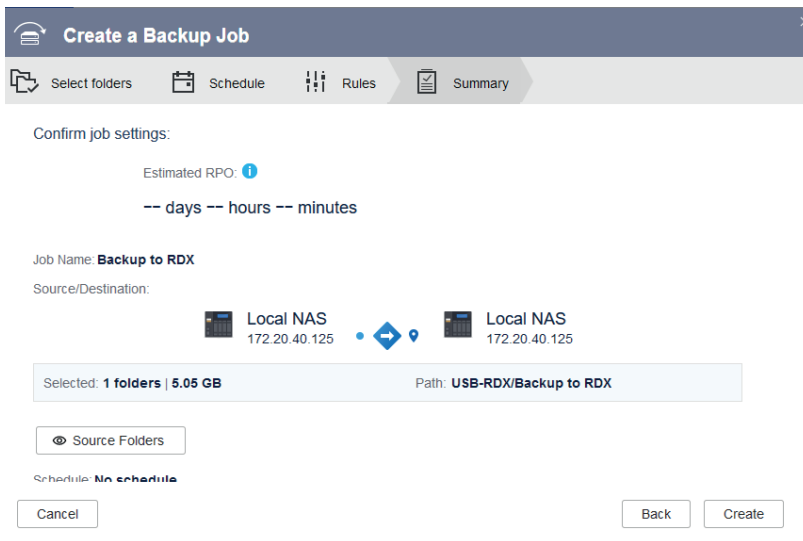 Create a Backup Job
Select folders Schedule Rules Summary
Confirm job settings:
Estimated RPO: i
-- days -- hours -- minutes
Job Name: Backup to RDX
Source/Destination:
Local NAS Local NAS
172.20.40.125 172.20.40.125
Selected: 1 folders | 5.05 GB Path: USB-RDX/Backup to RDX
Source Folders
Schedule: No schedule
Cancel Back Create